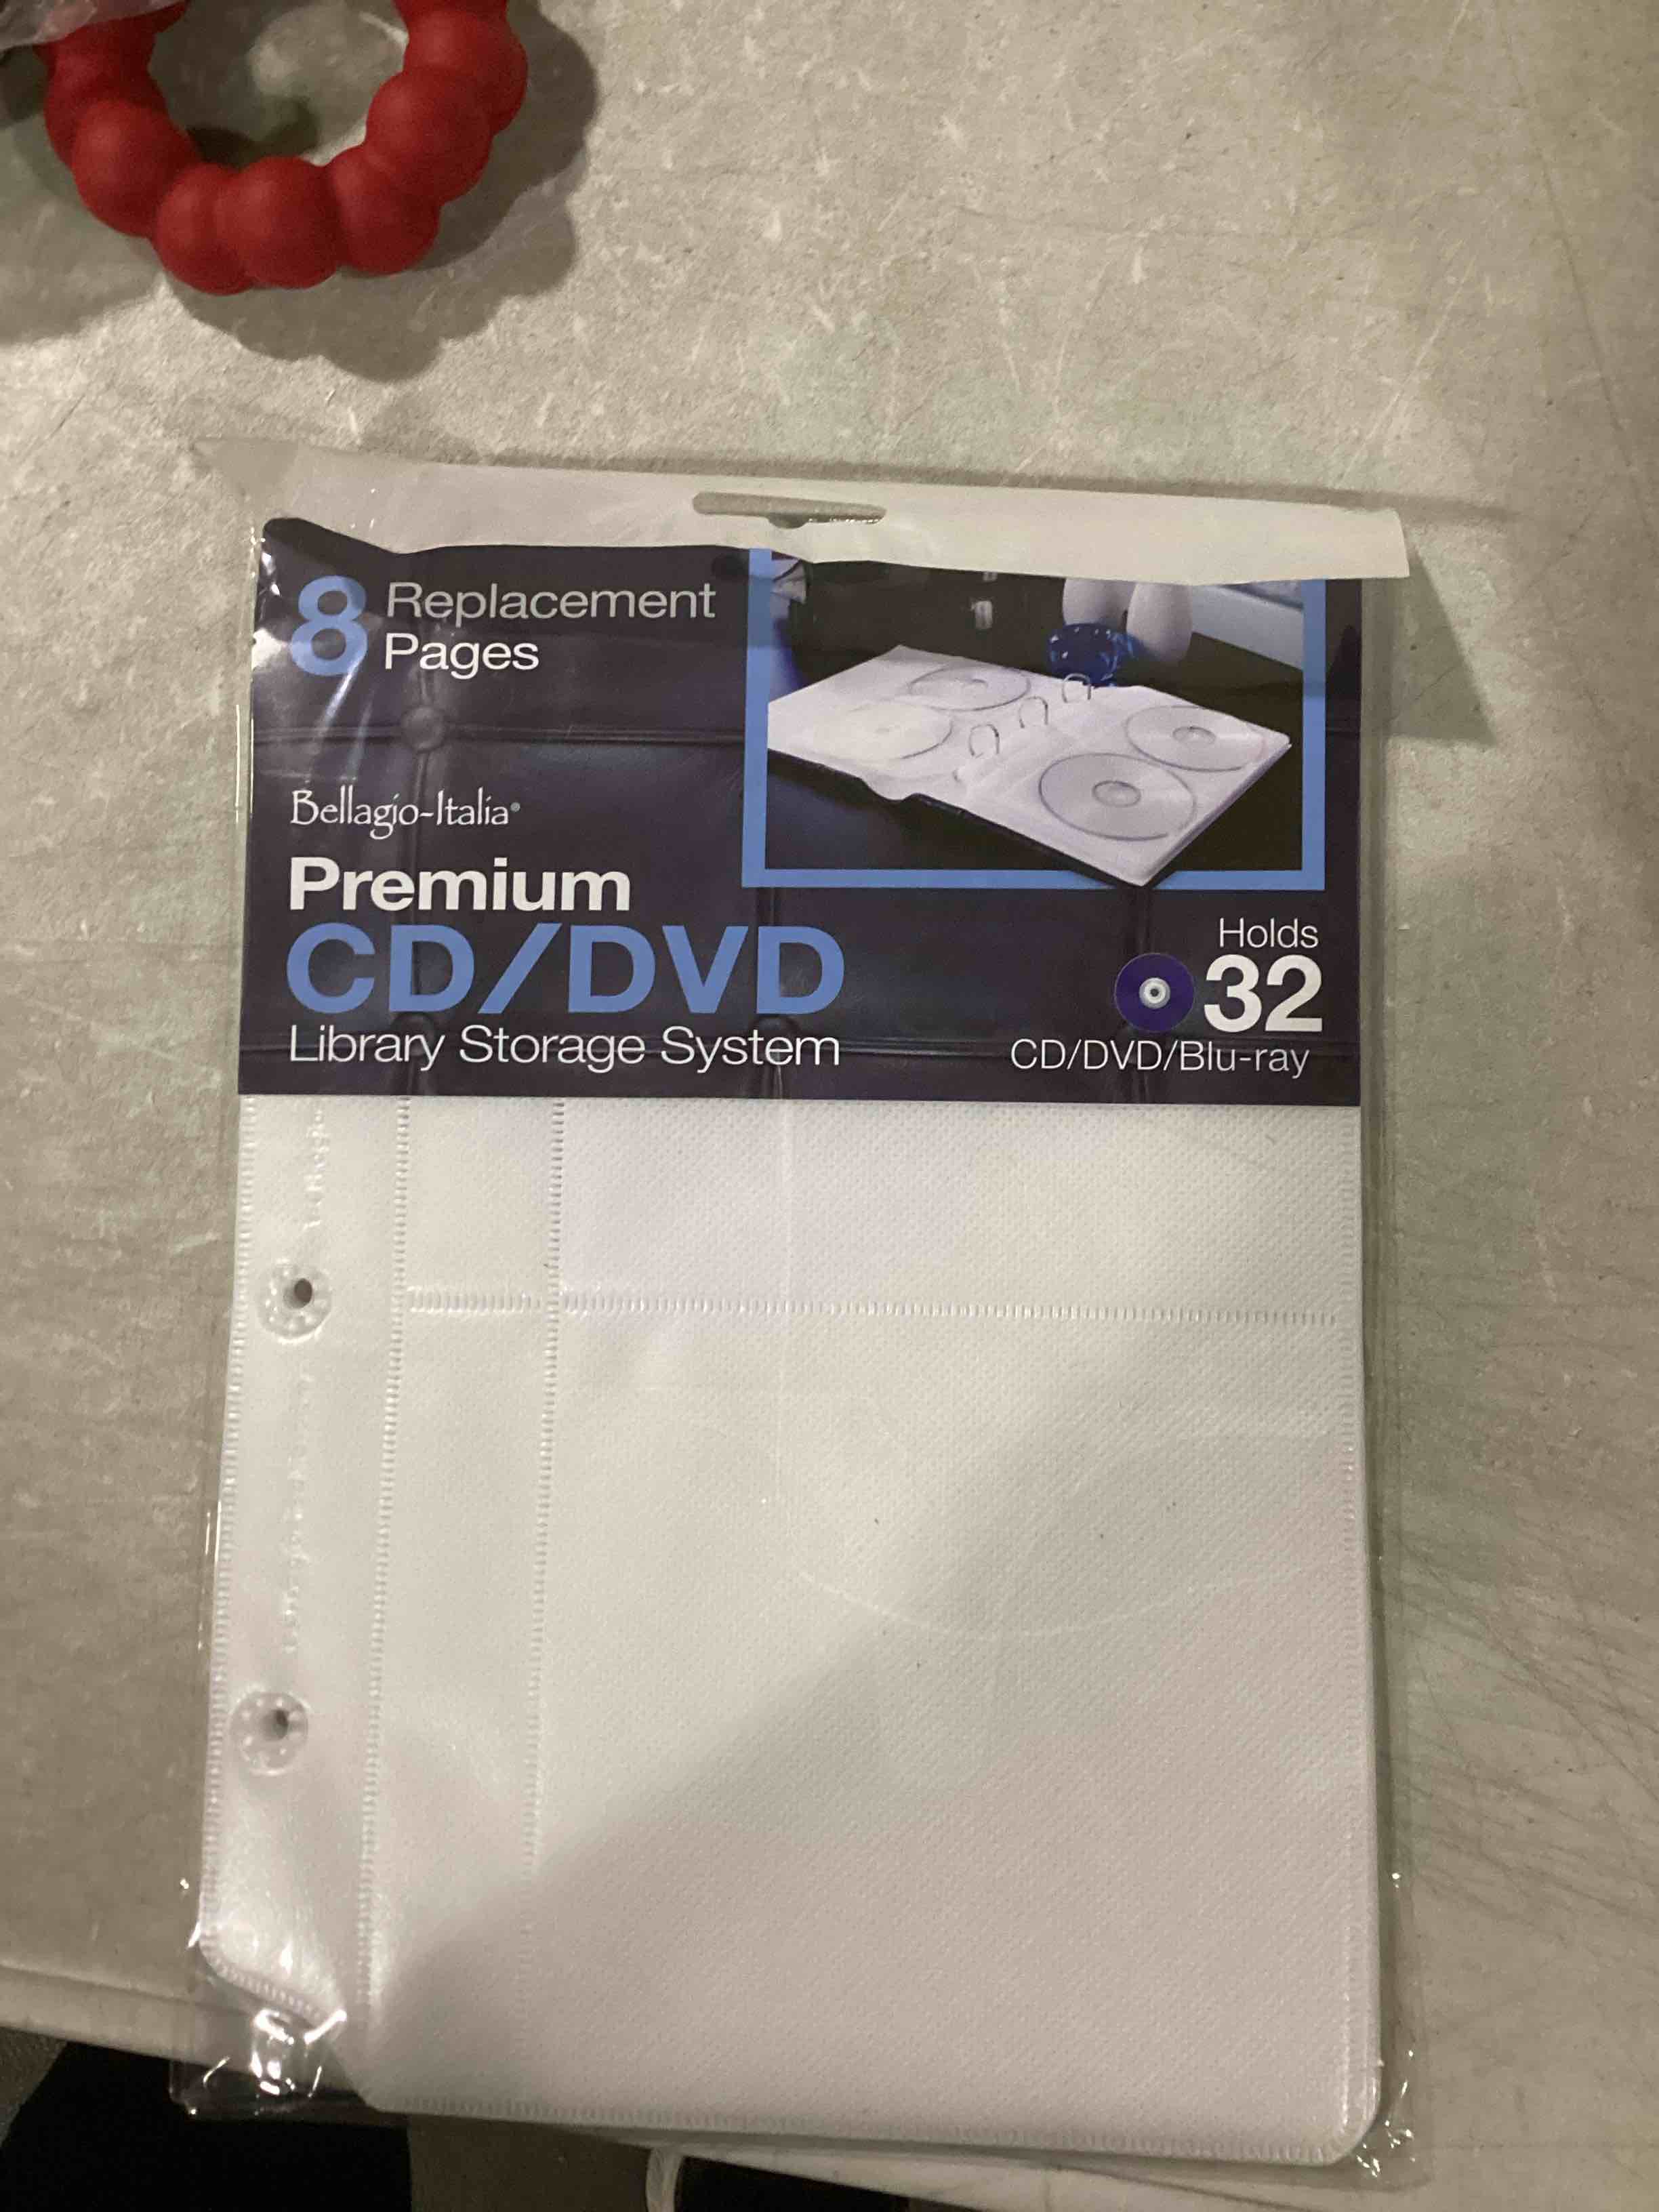 8 Replacement
Pages
Bellagio-Italia®
Premium
CD/DVD
Library Storage System
Holds
32
CD/DVD/Blu-ray